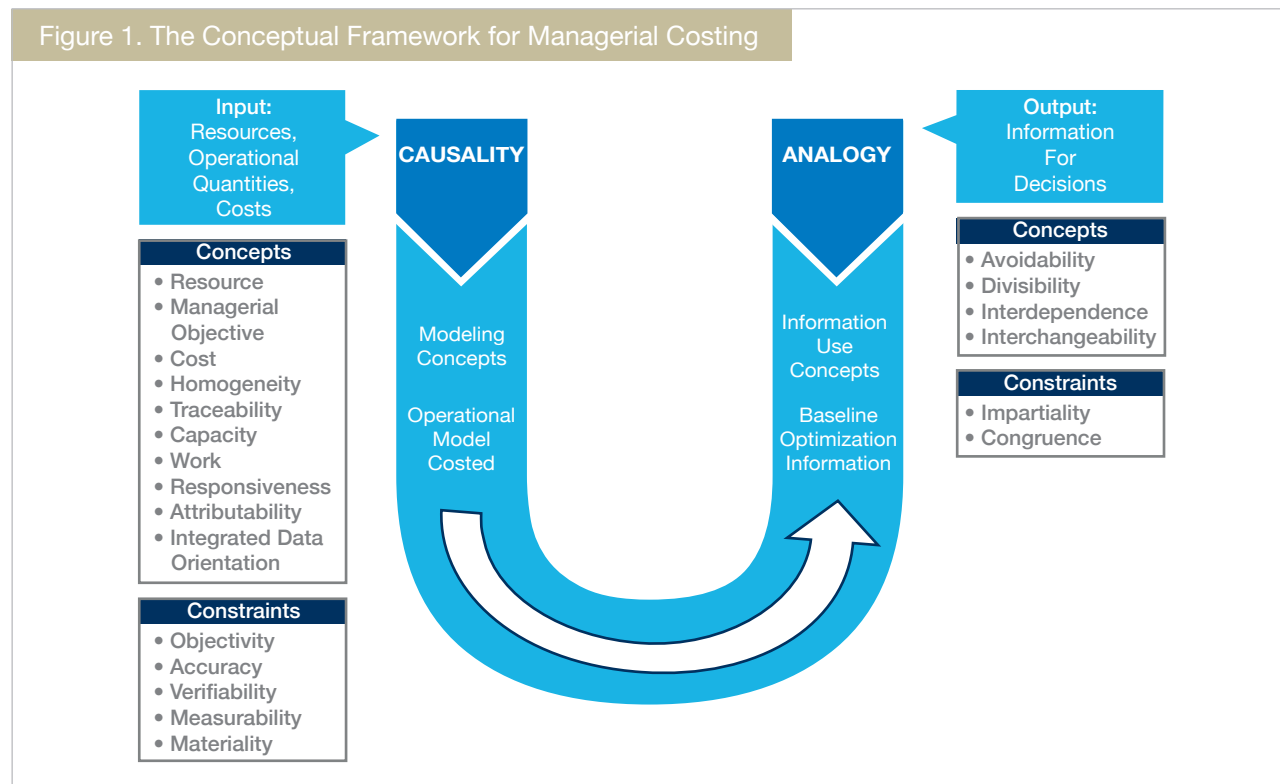 Figure 1. The Conceptual Framework for Managerial Costing
Input:
Resources,
Operational
Quantities,
Costs
Concepts
• Resource
• Managerial
Objective
• Cost
• Homogeneity
• Traceability
• Capacity
• Work
• Responsiveness
• Attributability
• Integrated Data
Orientation
Constraints
• Objectivity
• Accuracy
• Verifiability
• Measurability
• Materiality
CAUSALITY
Modeling
Concepts
Operational
Model
Costed
ANALOGY
Information
Use
Concepts
Baseline
Optimization
Information
Output:
Information
For
Decisions
Concepts
• Avoidability
• Divisibility
• Interdependence
• Interchangeability
Constraints
• Impartiality
• Congruence